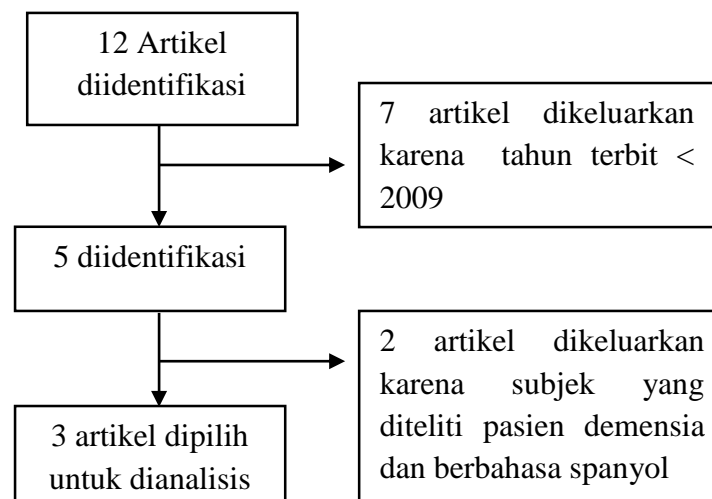 12 Artikel
diidentifikasi
7 artikel dikeluarkan
karena tahun terbit <
2009
5 diidentifikasi
2 artikel dikeluarkan
karena subjek yang
diteliti pasien demensia
dan berbahasa spanyol
3 artikel dipilih
untuk dianalisis